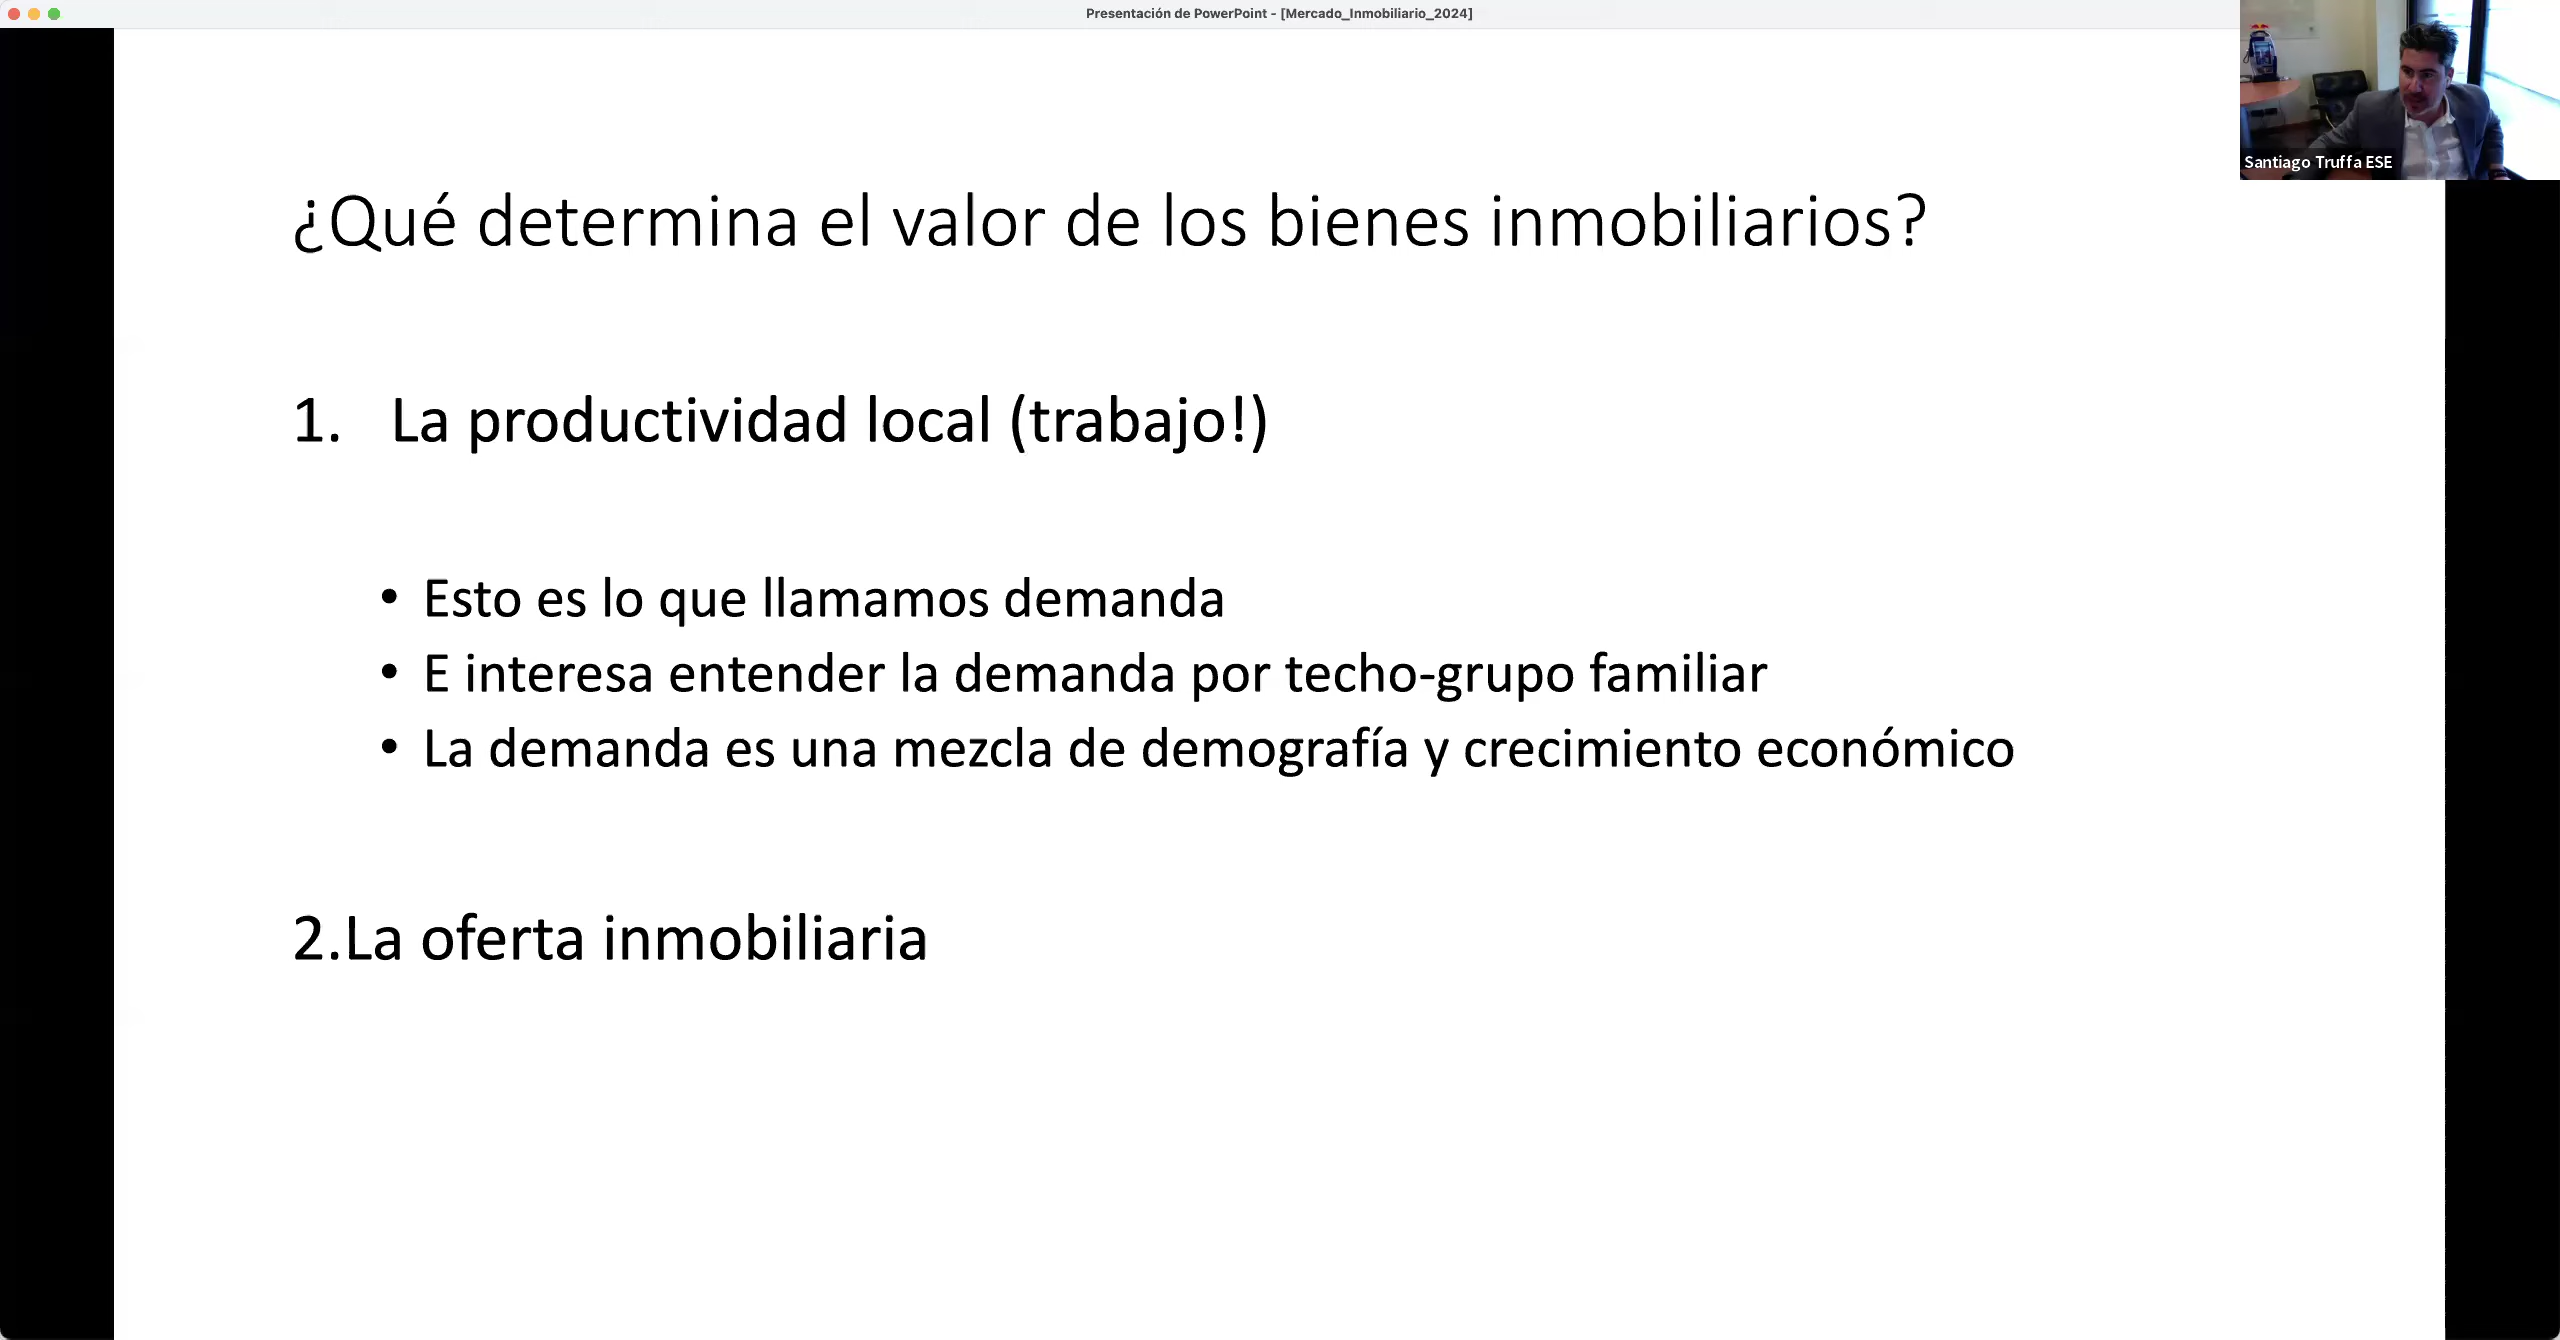 Presentación de PowerPoint - [Mercado_Inmobiliario_2024]
Santiago Truffa ESE
¿Qué determina el valor de los bienes inmobiliarios?
1. La productividad local (trabajo!)
• Esto es lo que llamamos demanda
• E interesa entender la demanda por techo-grupo familiar
• La demanda es una mezcla de demografía y crecimiento económico
2.La oferta inmobiliaria